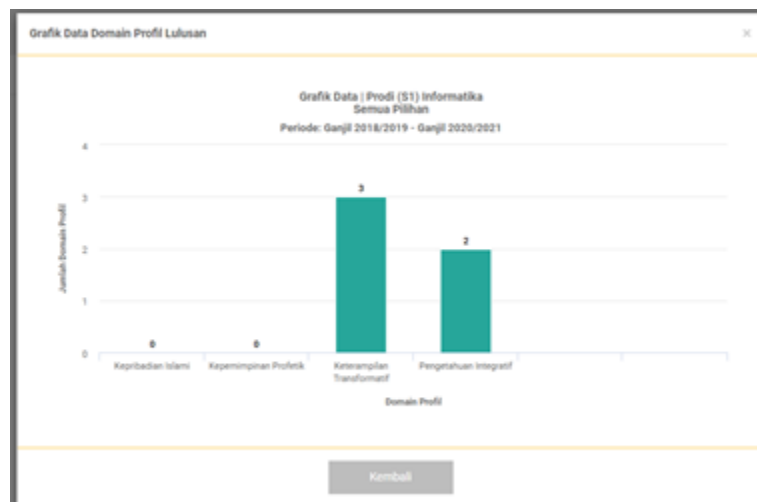 Grafik Data Domain Profil Lulusan
×
Grafik Data | Prodi (S1) Informatika
Semua Pilihan
Periode: Ganjil 2018/2019 - Ganjil 2020/2021
Jumlah Domain Profil
4
3
2
1
0
0
0
3
2
Kepribadian Islami
Kepemimpinan Profetik
Keterampilan
Transformatif
Pengetahuan Integratif
Domain Profil
Kembali